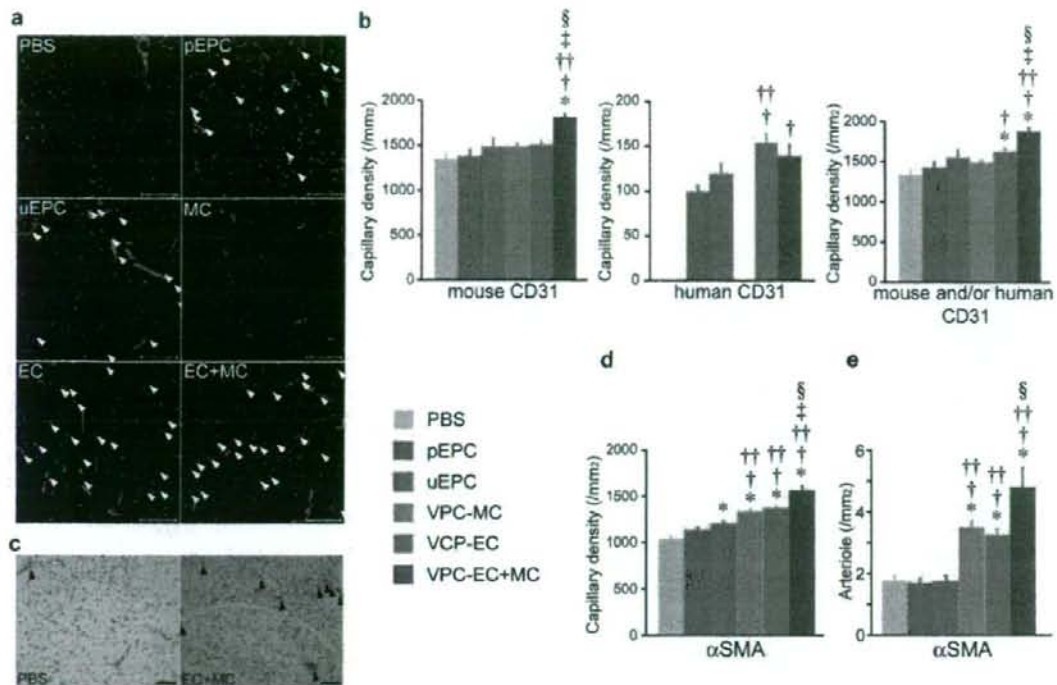 a
PBS pEPC
uEPC MC
EC EC+MC
b
Capillary density (/mm2)
2000
1500
1000
500
0
§
‡
††
†
*
mouse CD31
Capillary density (/mm2)
200
150
100
50
0
††
† †
human CD31
Capillary density (/mm2)
2000
1500
1000
500
0
†
*
§
‡
††
†
*
mouse and/or human
CD31
c
PBS EC+MC
PBS
pEPC
uEPC
VPC-MC
VCP-EC
VPC-EC+MC
d
Capillary density (/mm2)
2000
1500
1000
500
0
*
††
†
*
††
†
*
§
‡
††
†
*
αSMA
e
Arteriole (/mm2)
6
4
2
0
††
†
*
††
†
*
§
††
†
*
αSMA